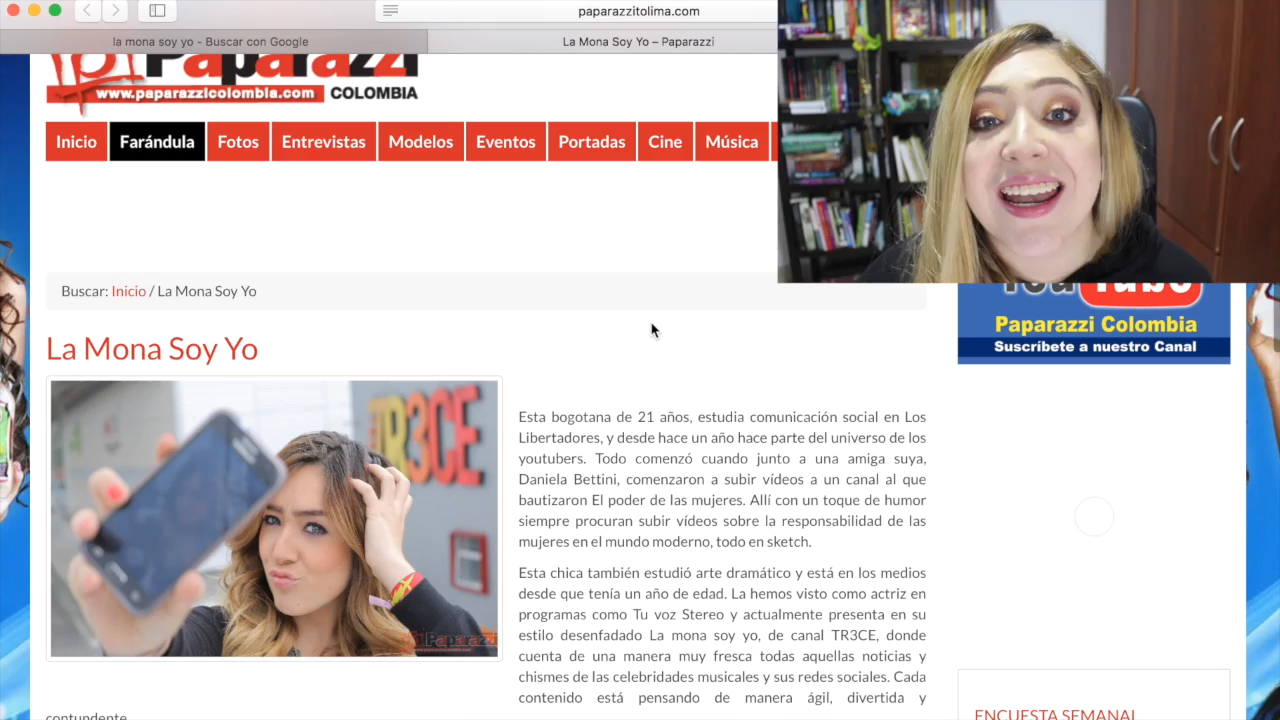 paparazzitolima.com
la mona soy yo - Buscar con Google
La Mona Soy Yo – Paparazzi
Paparazzi
www.paparazzicolombia.com COLOMBIA
Inicio Farándula Fotos Entrevistas Modelos Eventos Portadas Cine Música
Buscar: Inicio / La Mona Soy Yo
You Tube
Paparazzi Colombia
Suscríbete a nuestro Canal
La Mona Soy Yo
TR3CE
Paparazzi
Esta bogotana de 21 años, estudia comunicación social en Los
Libertadores, y desde hace un año hace parte del universo de los
youtubers. Todo comenzó cuando junto a una amiga suya,
Daniela Bettini, comenzaron a subir vídeos a un canal al que
bautizaron El poder de las mujeres. Allí con un toque de humor
siempre procuran subir vídeos sobre la responsabilidad de las
mujeres en el mundo moderno, todo en sketch.
Esta chica también estudió arte dramático y está en los medios
desde que tenía un año de edad. La hemos visto como actriz en
programas como Tu voz Stereo y actualmente presenta en su
estilo desenfadado La mona soy yo, de canal TR3CE, donde
cuenta de una manera muy fresca todas aquellas noticias y
chismes de las celebridades musicales y sus redes sociales. Cada
contenido está pensando de manera ágil, divertida y
contundente
ENCUESTA SEMANAL